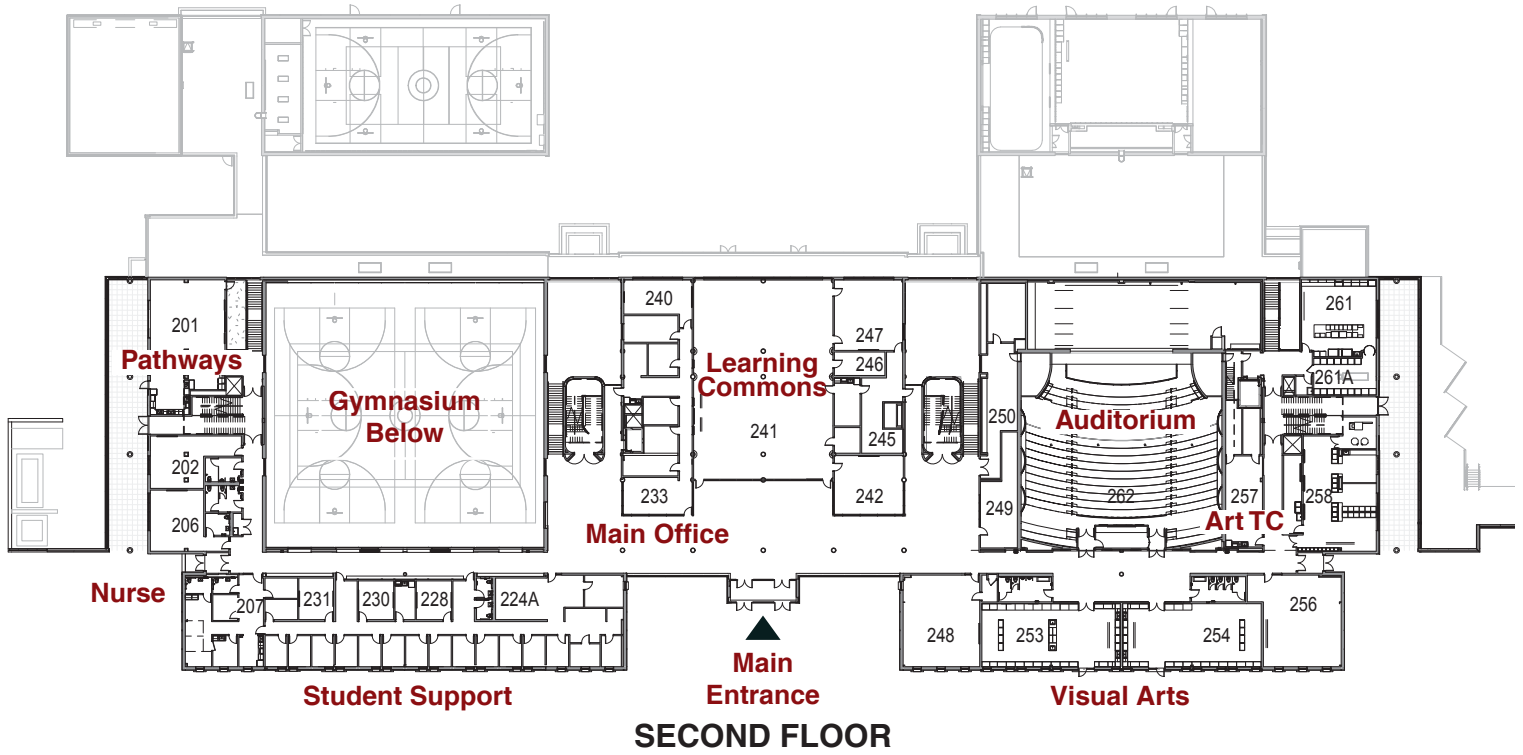 240
261
201
247
Pathways
Learning
Commons
246
261A
Gymnasium
Below
250
Auditorium
241
245
202
233
242
249
262
257
258
206
Main Office
Art TC
Nurse
207
231
230
228
224A
248
253
254
256
Student Support
Main
Entrance
Visual Arts
SECOND FLOOR